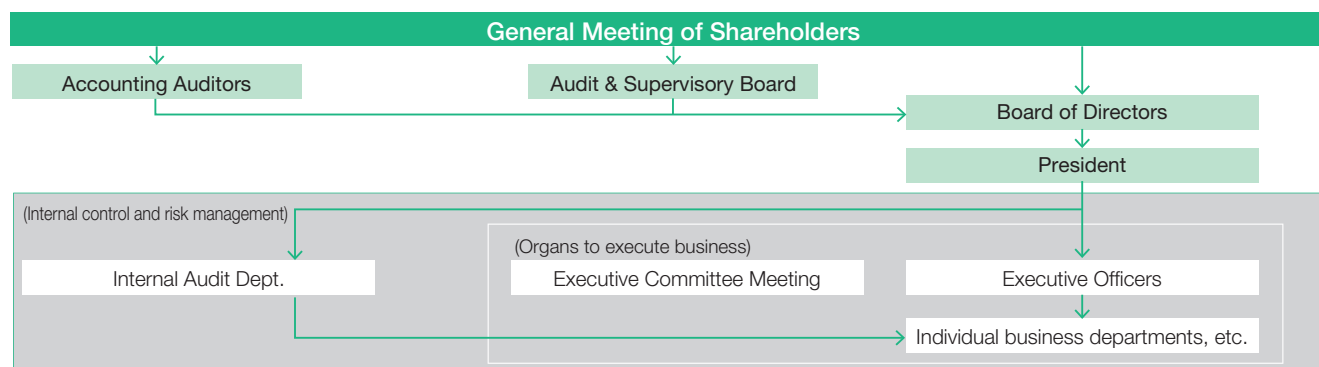 General Meeting of Shareholders
Accounting Auditors
Audit & Supervisory Board
Board of Directors
President
(Internal control and risk management)
(Organs to execute business)
Internal Audit Dept.
Executive Committee Meeting
Executive Officers
Individual business departments, etc.